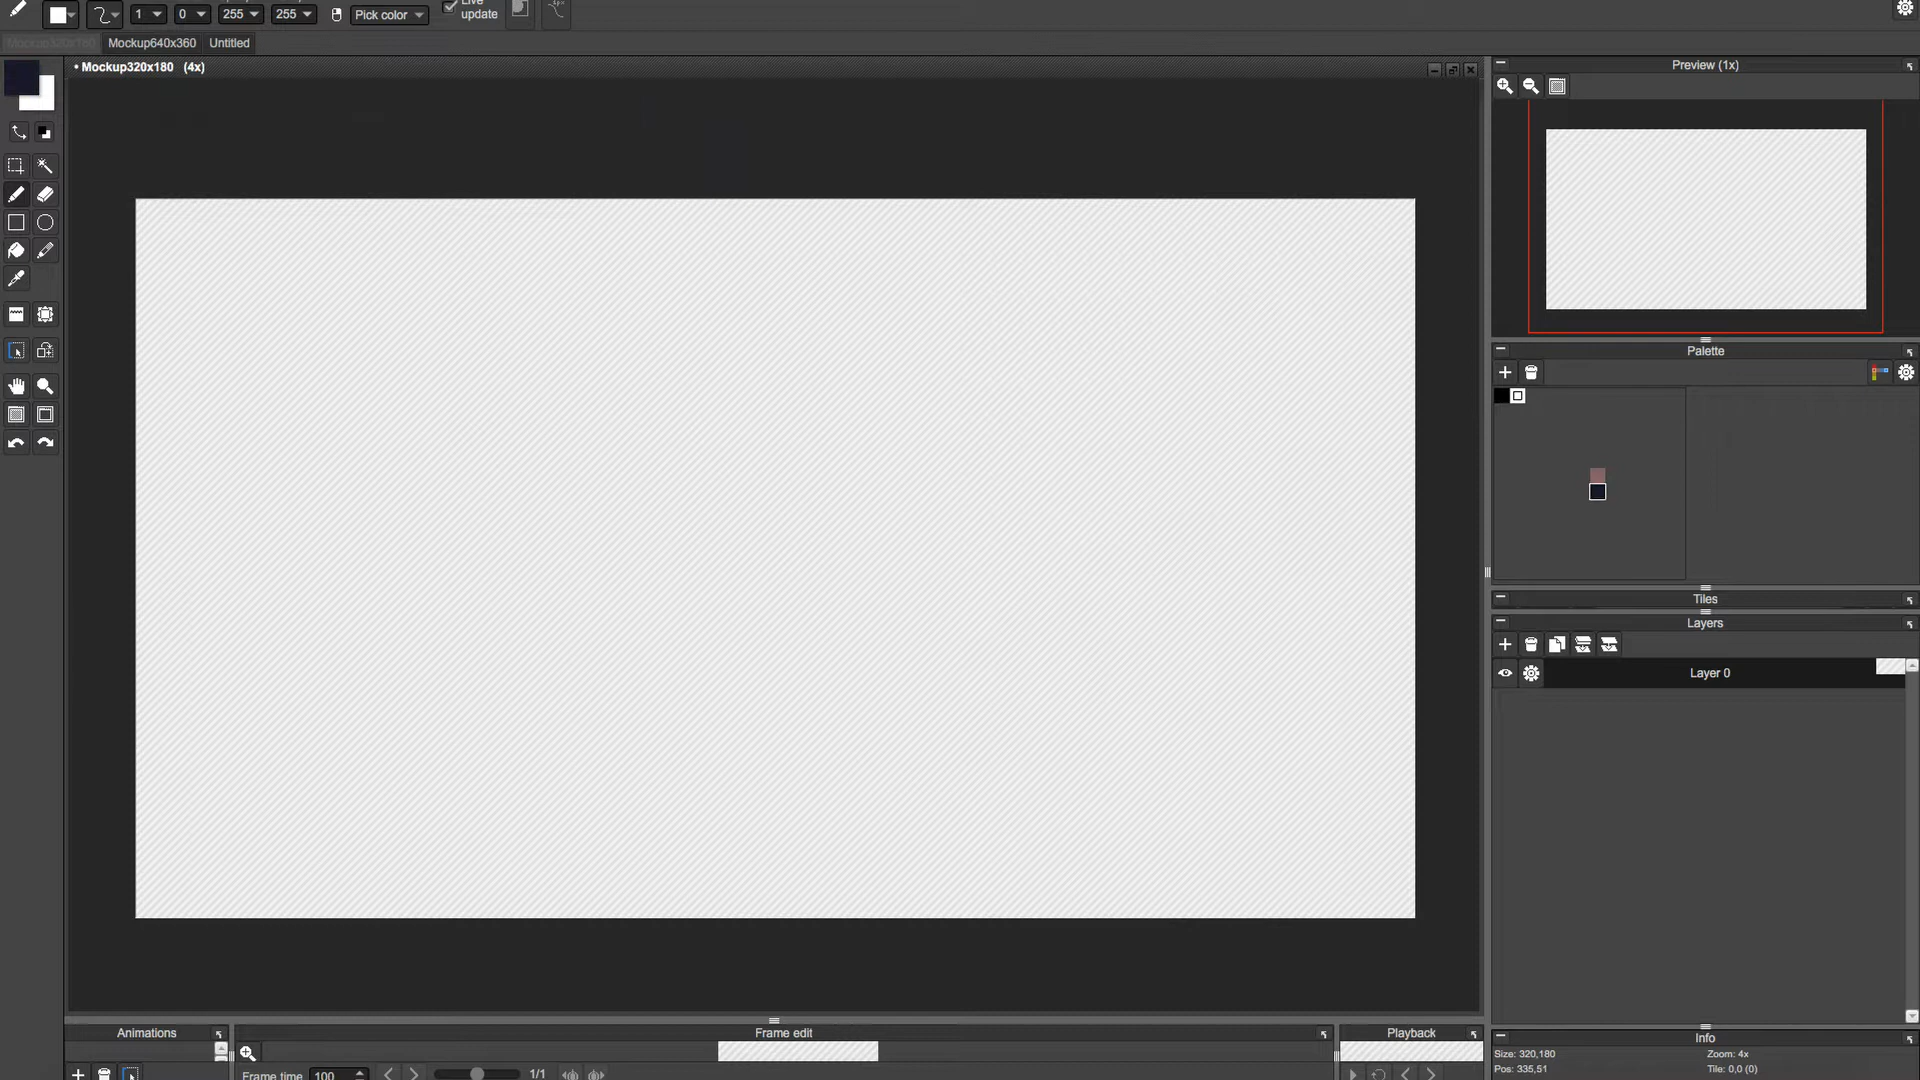 1 0 255 255 Pick color Live update
Mockup320x180 Mockup640x360 Untitled
• Mockup320x180 (4x)
Preview (1x)
Palette
Tiles
Layers
Layer 0
Animations
Frame edit
Playback
Info
Size: 320,180 Zoom: 4x
Pos: 335,51 Tile: 0,0 (0)
Frame time 100 1/1